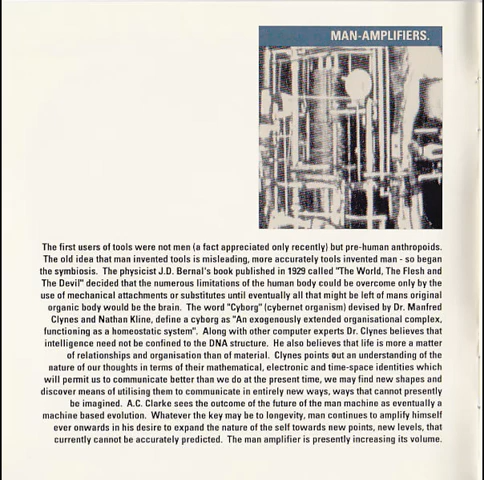 MAN-AMPLIFIERS.
The first users of tools were not men (a fact appreciated only recently) but pre-human anthropoids.
The old idea that man invented tools is misleading, more accurately tools invented man - so began
the symbiosis. The physicist J.D. Bernal's book published in 1929 called "The World, The Flesh and
The Devil" decided that the numerous limitations of the human body could be overcome only by the
use of mechanical attachments or substitutes until eventually all that might be left of mans original
organic body would be the brain. The word "Cyborg" (cybernet organism) devised by Dr. Manfred
Clynes and Nathan Kline, define a cyborg as "An exogenously extended organisational complex,
functioning as a homeostatic system". Along with other computer experts Dr. Clynes believes that
intelligence need not be confined to the DNA structure. He also believes that life is more a matter
of relationships and organisation than of material. Clynes points out an understanding of the
nature of our thoughts in terms of their mathematical, electronic and time-space identities which
will permit us to communicate better than we do at the present time, we may find new shapes and
discover means of utilising them to communicate in entirely new ways, ways that cannot presently
be imagined. A.C. Clarke sees the outcome of the future of the man machine as eventually a
machine based evolution. Whatever the key may be to longevity, man continues to amplify himself
ever onwards in his desire to expand the nature of the self towards new points, new levels, that
currently cannot be accurately predicted. The man amplifier is presently increasing its volume.